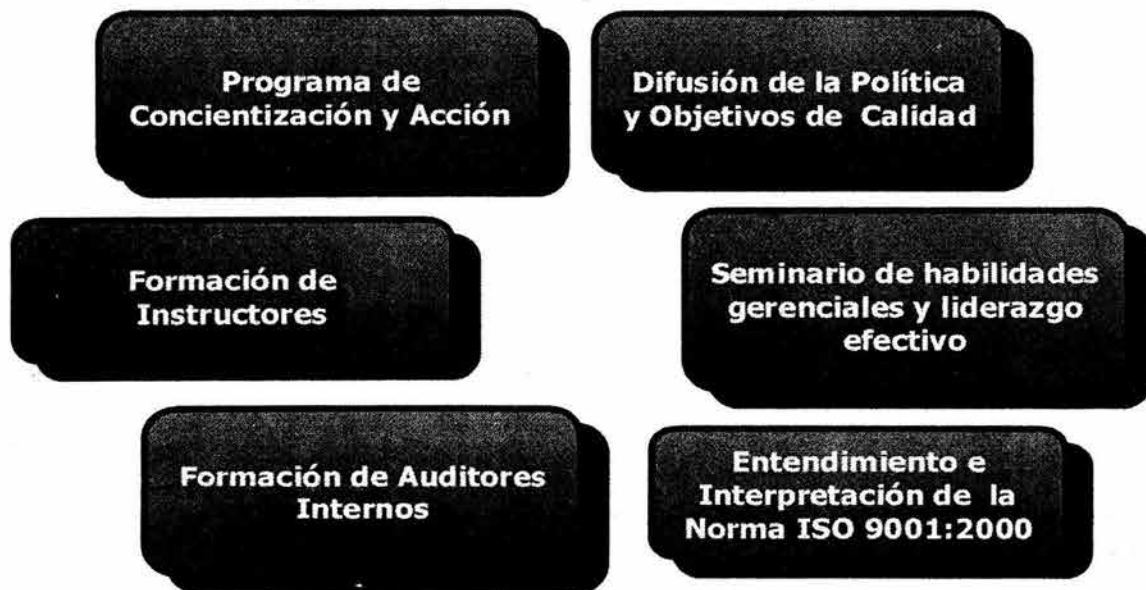 Programa de
Concientización y Acción
Difusión de la Política
y Objetivos de Calidad
Formación de
Instructores
Seminario de habilidades
gerenciales y liderazgo
efectivo
Formación de Auditores
Internos
Entendimiento e
Interpretación de la
Norma ISO 9001:2000